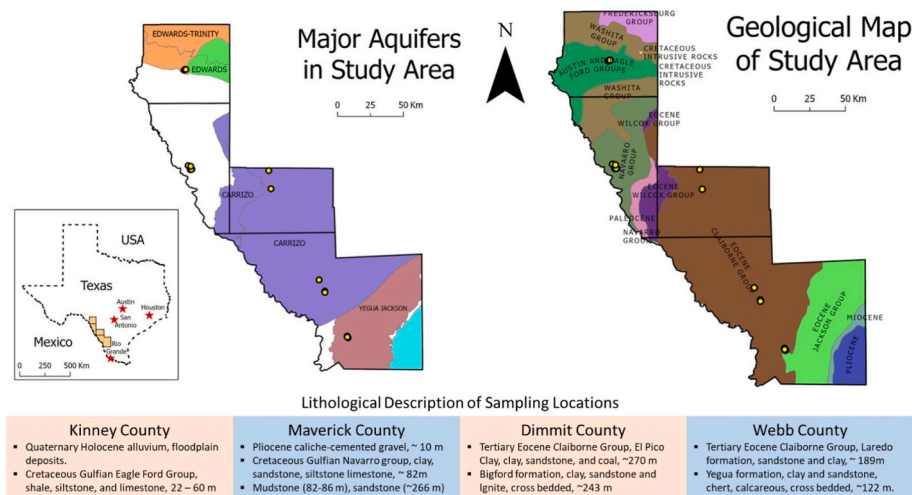 Major Aquifers
in Study Area
0 25 50 Km
EDWARDS-TRINITY
EDWARDS
CARRIZO
CARRIZO
YEGUA JACKSON
USA
Texas
Austin
Houston
San
Antonio
Mexico
Rio
Grande
0 250 500 Km
N
Geological Map
of Study Area
0 25 50 Km
FREDERICKSBURG
GROUP
WASHITA
GROUP
CRETACEOUS
INTRUSIVE ROCKS
CRETACEOUS
INTRUSIVE
ROCKS
AUSTIN AND EAGLE
FORD GROUPS
WASHITA
GROUP
EOCENE
WILCOX GROUP
NAVARRO
GROUP
EOCENE
WILCOX GROUP
PALEOCENE
NAVARRO
GROUP
EOCENE
CLAIBORNE GROUP
EOCENE
JACKSON GROUP
MIOCENE
PLIOCENE
Lithological Description of Sampling Locations
Kinney County
▪ Quaternary Holocene alluvium, floodplain
deposits.
▪ Cretaceous Gulfian Eagle Ford Group,
shale, siltstone, and limestone, 22 – 60 m
Maverick County
▪ Pliocene caliche-cemented gravel, ~ 10 m
▪ Cretaceous Gulfian Navarro group, clay,
sandstone, siltstone limestone, ~ 82m
▪ Mudstone (82-86 m), sandstone (~266 m)
Dimmit County
▪ Tertiary Eocene Claiborne Group, El Pico
Clay, clay, sandstone, and coal, ~270 m
▪ Bigford formation, clay, sandstone and
Ignite, cross bedded, ~243 m
Webb County
▪ Tertiary Eocene Claiborne Group, Laredo
formation, sandstone and clay, ~ 189m
▪ Yegua formation, clay and sandstone,
chert, calcareous, cross bedded, ~122 m.